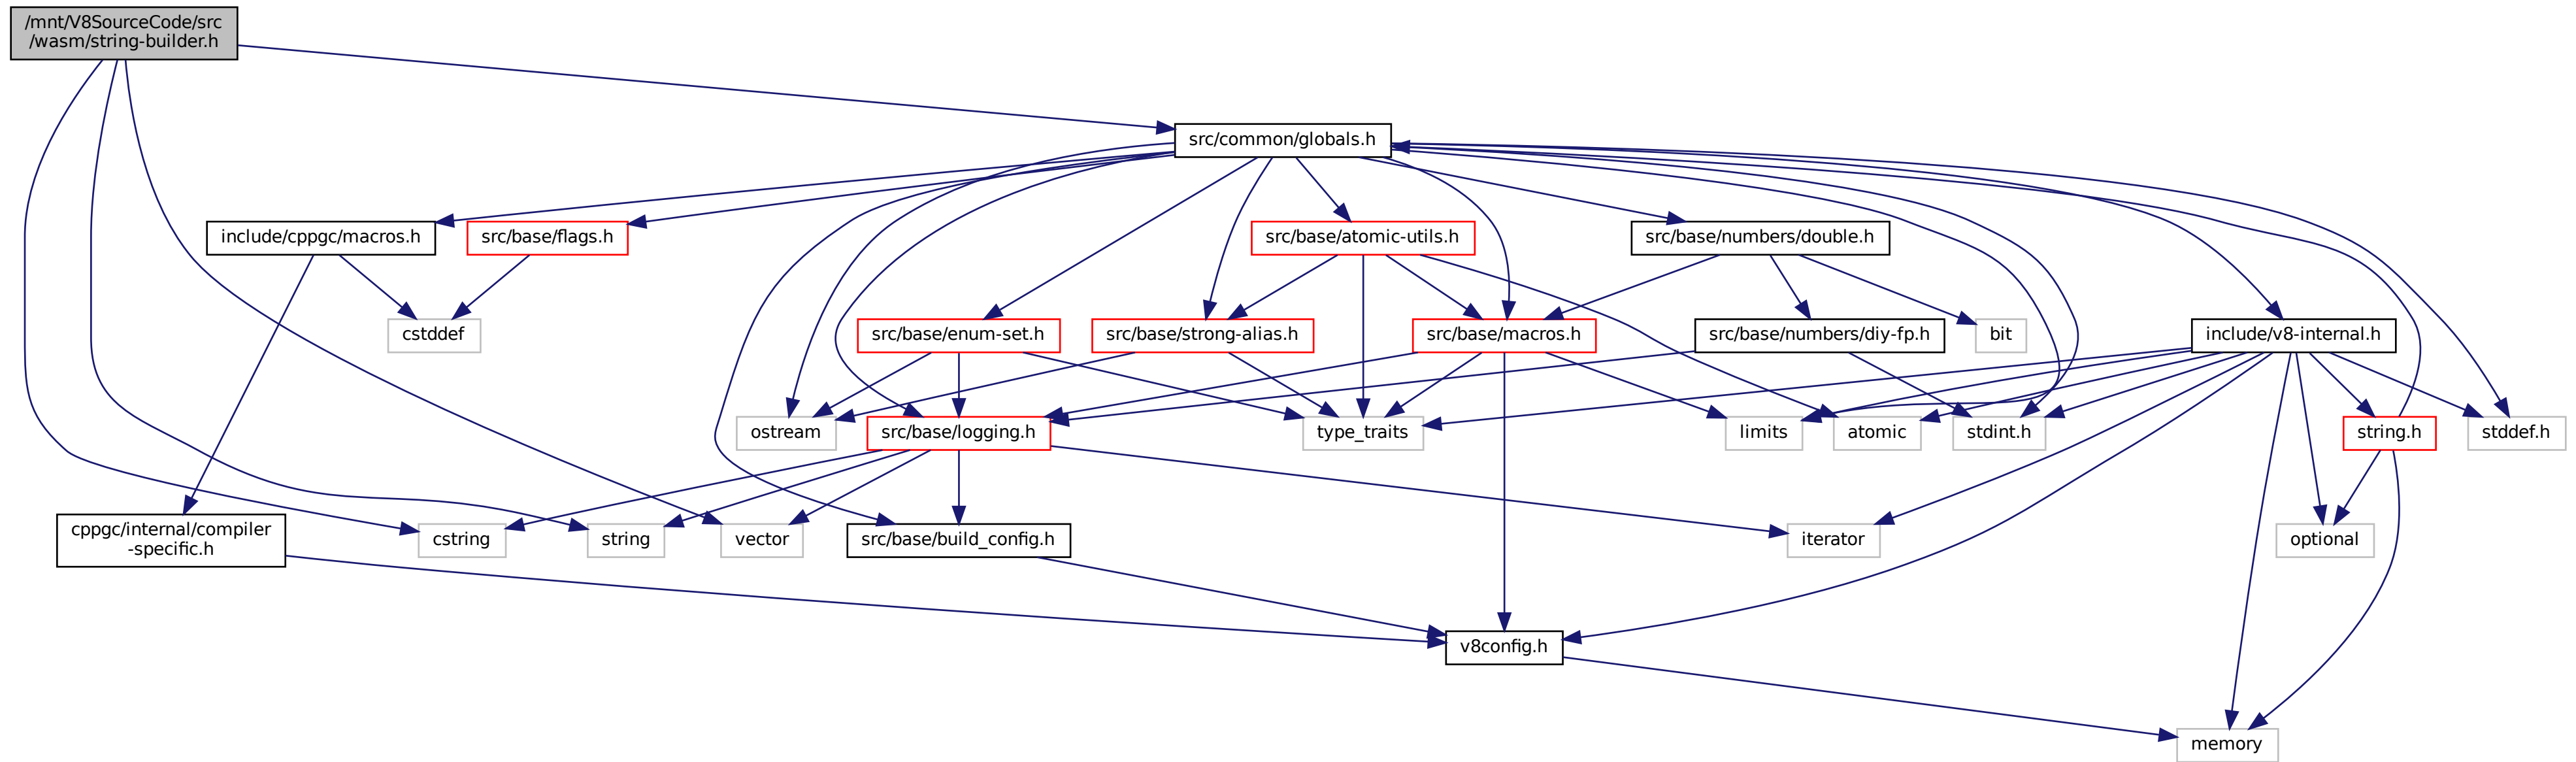 /mnt/V8SourceCode/src
/wasm/string-builder.h
src/common/globals.h
include/cppgc/macros.h
src/base/flags.h
src/base/atomic-utils.h
src/base/numbers/double.h
cstddef
src/base/enum-set.h
src/base/strong-alias.h
src/base/macros.h
src/base/numbers/diy-fp.h
bit
include/v8-internal.h
ostream
src/base/logging.h
type_traits
limits
atomic
stdint.h
string.h
stddef.h
cppgc/internal/compiler
-specific.h
cstring
string
vector
src/base/build_config.h
iterator
optional
v8config.h
memory